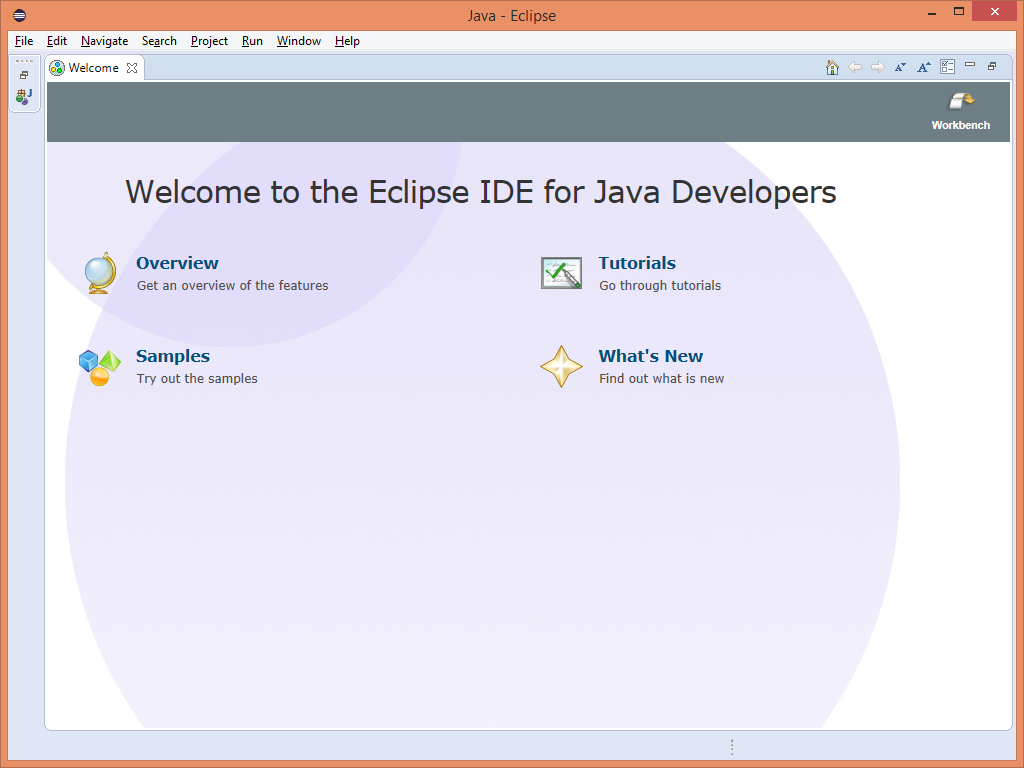 Java - Eclipse
File Edit Navigate Search Project Run Window Help
Welcome
Workbench
Welcome to the Eclipse IDE for Java Developers
Overview
Get an overview of the features
Tutorials
Go through tutorials
Samples
Try out the samples
What's New
Find out what is new